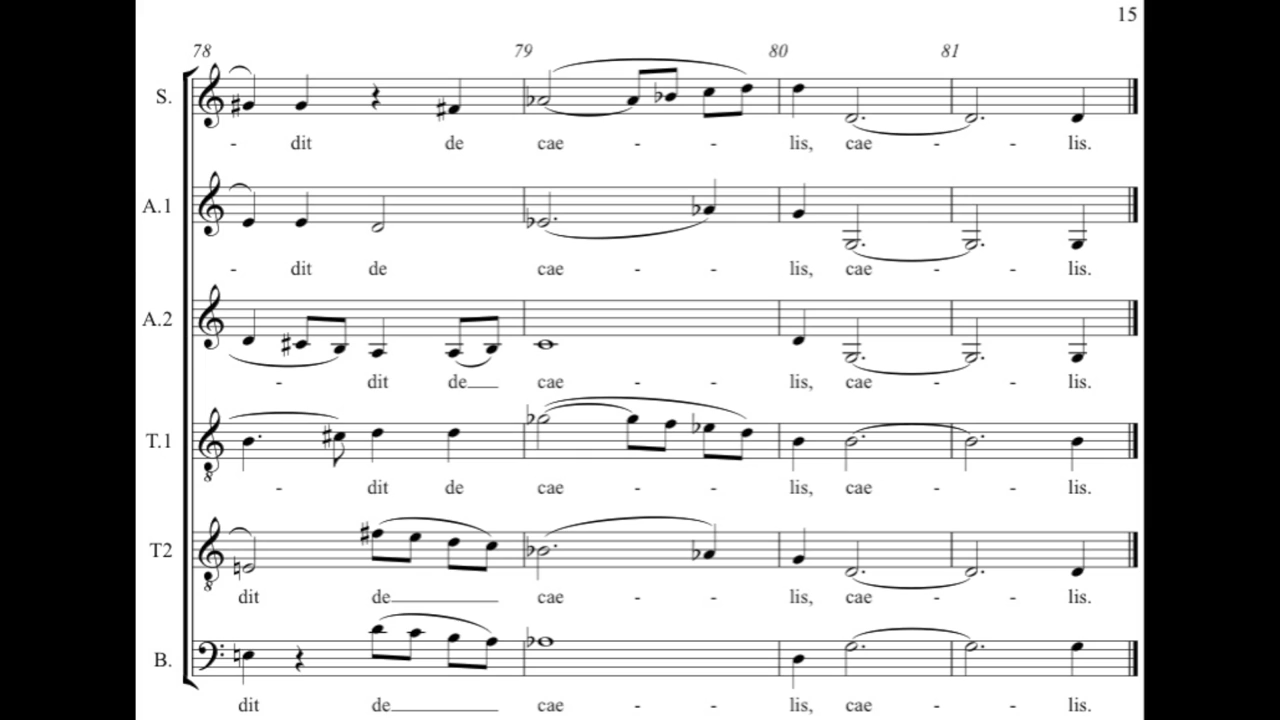 15
78 79 80 81
S.
- dit de cae - - lis, cae - - lis.
A.1
- dit de cae - - lis, cae - - lis.
A.2
- dit de cae - - lis, cae - - lis.
T.1
8
- dit de cae - - lis, cae - - lis.
T2
8
dit de cae - - lis, cae - - lis.
B.
dit de cae - - lis, cae - - lis.